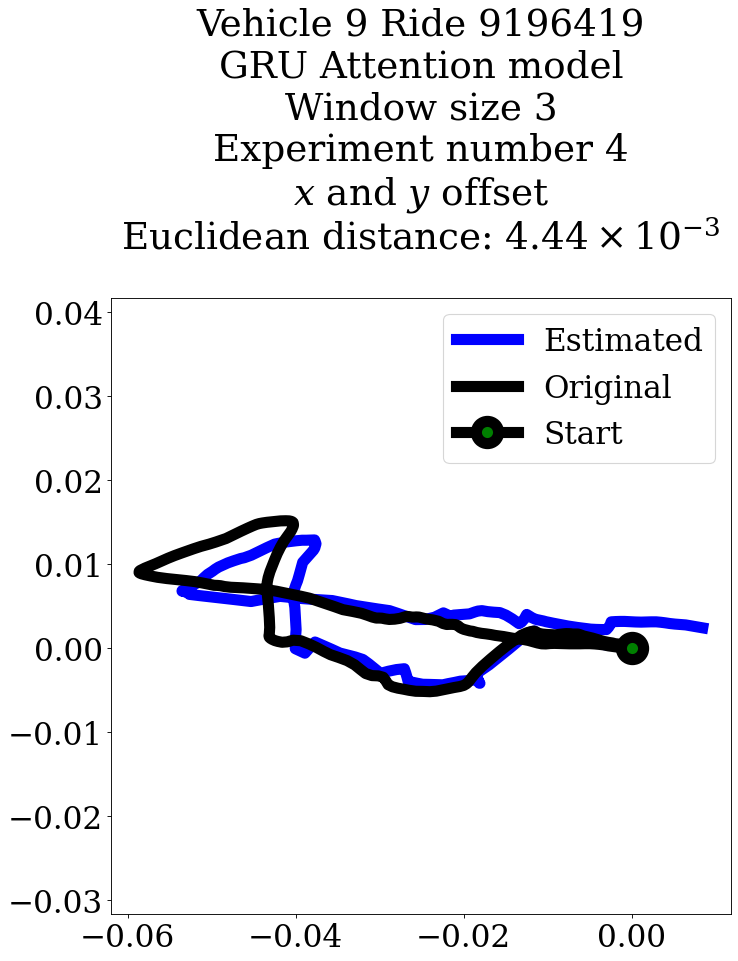 Vehicle 9 Ride 9196419
GRU Attention model
Window size 3
Experiment number 4
x and y offset
Euclidean distance: 4.44 × 10⁻³
Estimated
Original
Start
0.04
0.03
0.02
0.01
0.00
−0.01
−0.02
−0.03
−0.06 −0.04 −0.02 0.00